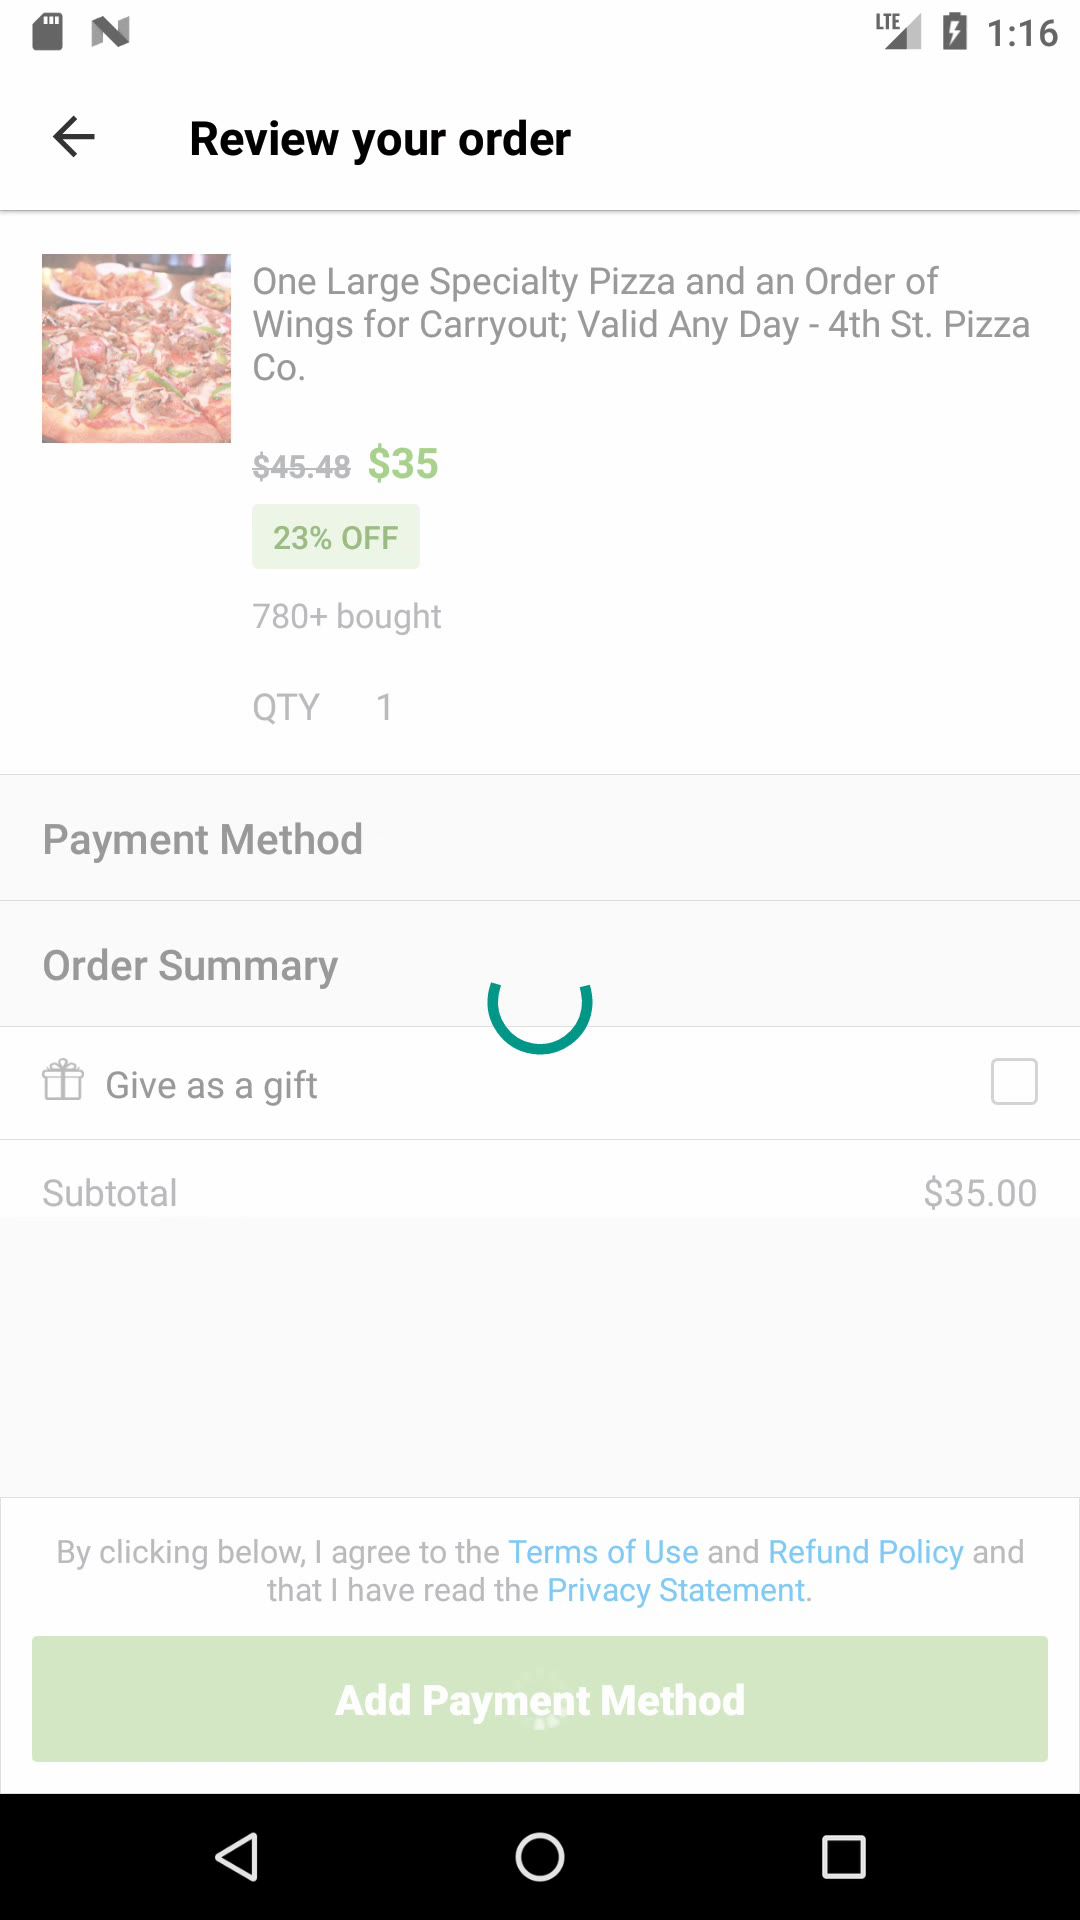 LTE 1:16
Review your order
One Large Specialty Pizza and an Order of
Wings for Carryout; Valid Any Day - 4th St. Pizza
Co.
$45.48 $35
23% OFF
780+ bought
QTY 1
Payment Method
Order Summary
Give as a gift
Subtotal $35.00
By clicking below, I agree to the Terms of Use and Refund Policy and
that I have read the Privacy Statement.
Add Payment Method